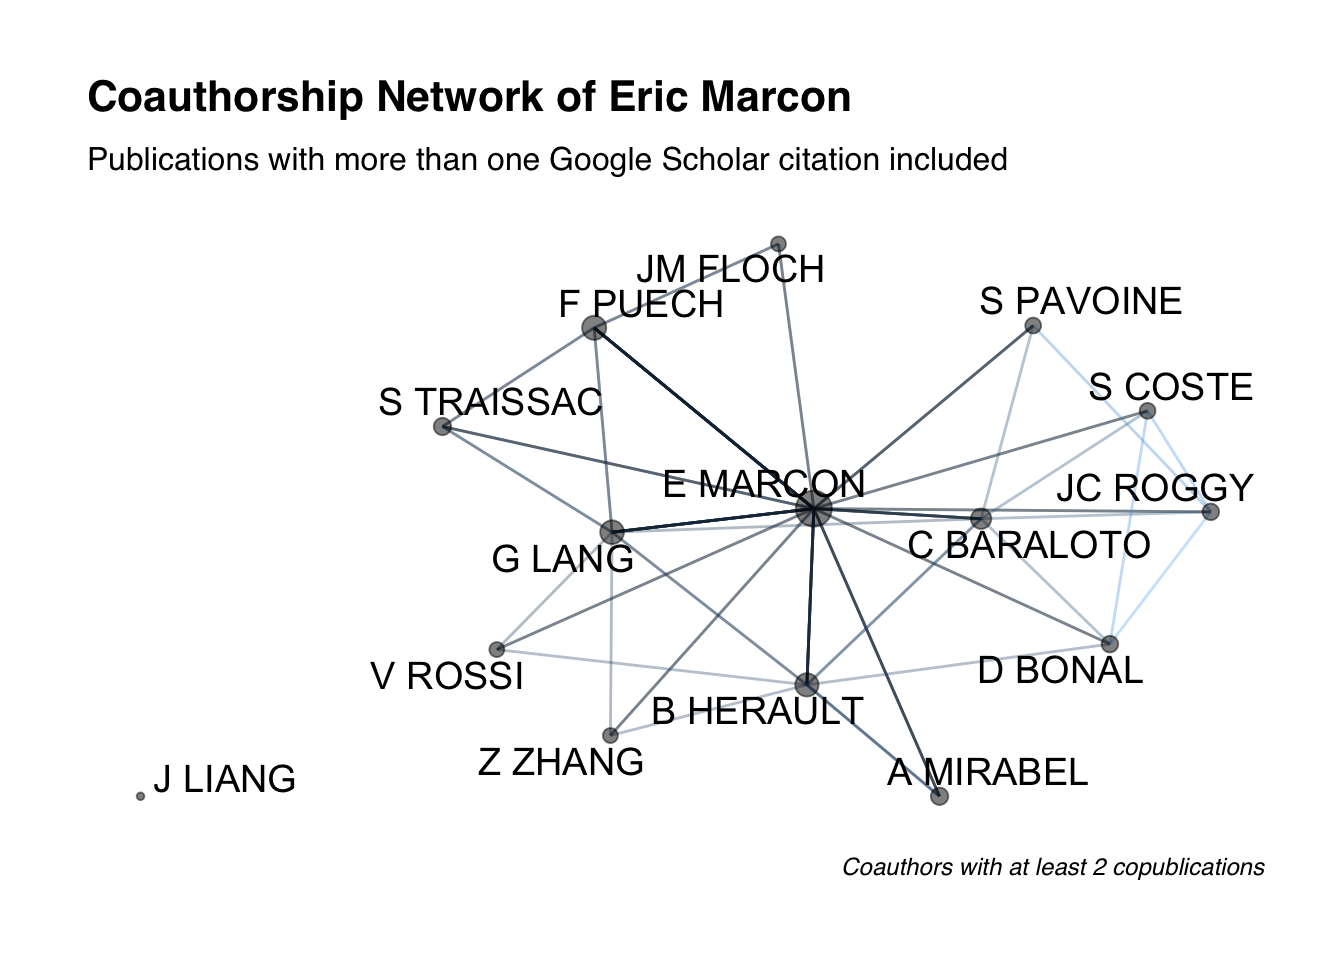 Coauthorship Network of Eric Marcon
Publications with more than one Google Scholar citation included
JM FLOCH
F PUECH
S PAVOINE
S COSTE
S TRAISSAC
E MARCON
JC ROGGY
C BARALOTO
G LANG
V ROSSI
D BONAL
B HERAULT
Z ZHANG
A MIRABEL
J LIANG
Coauthors with at least 2 copublications